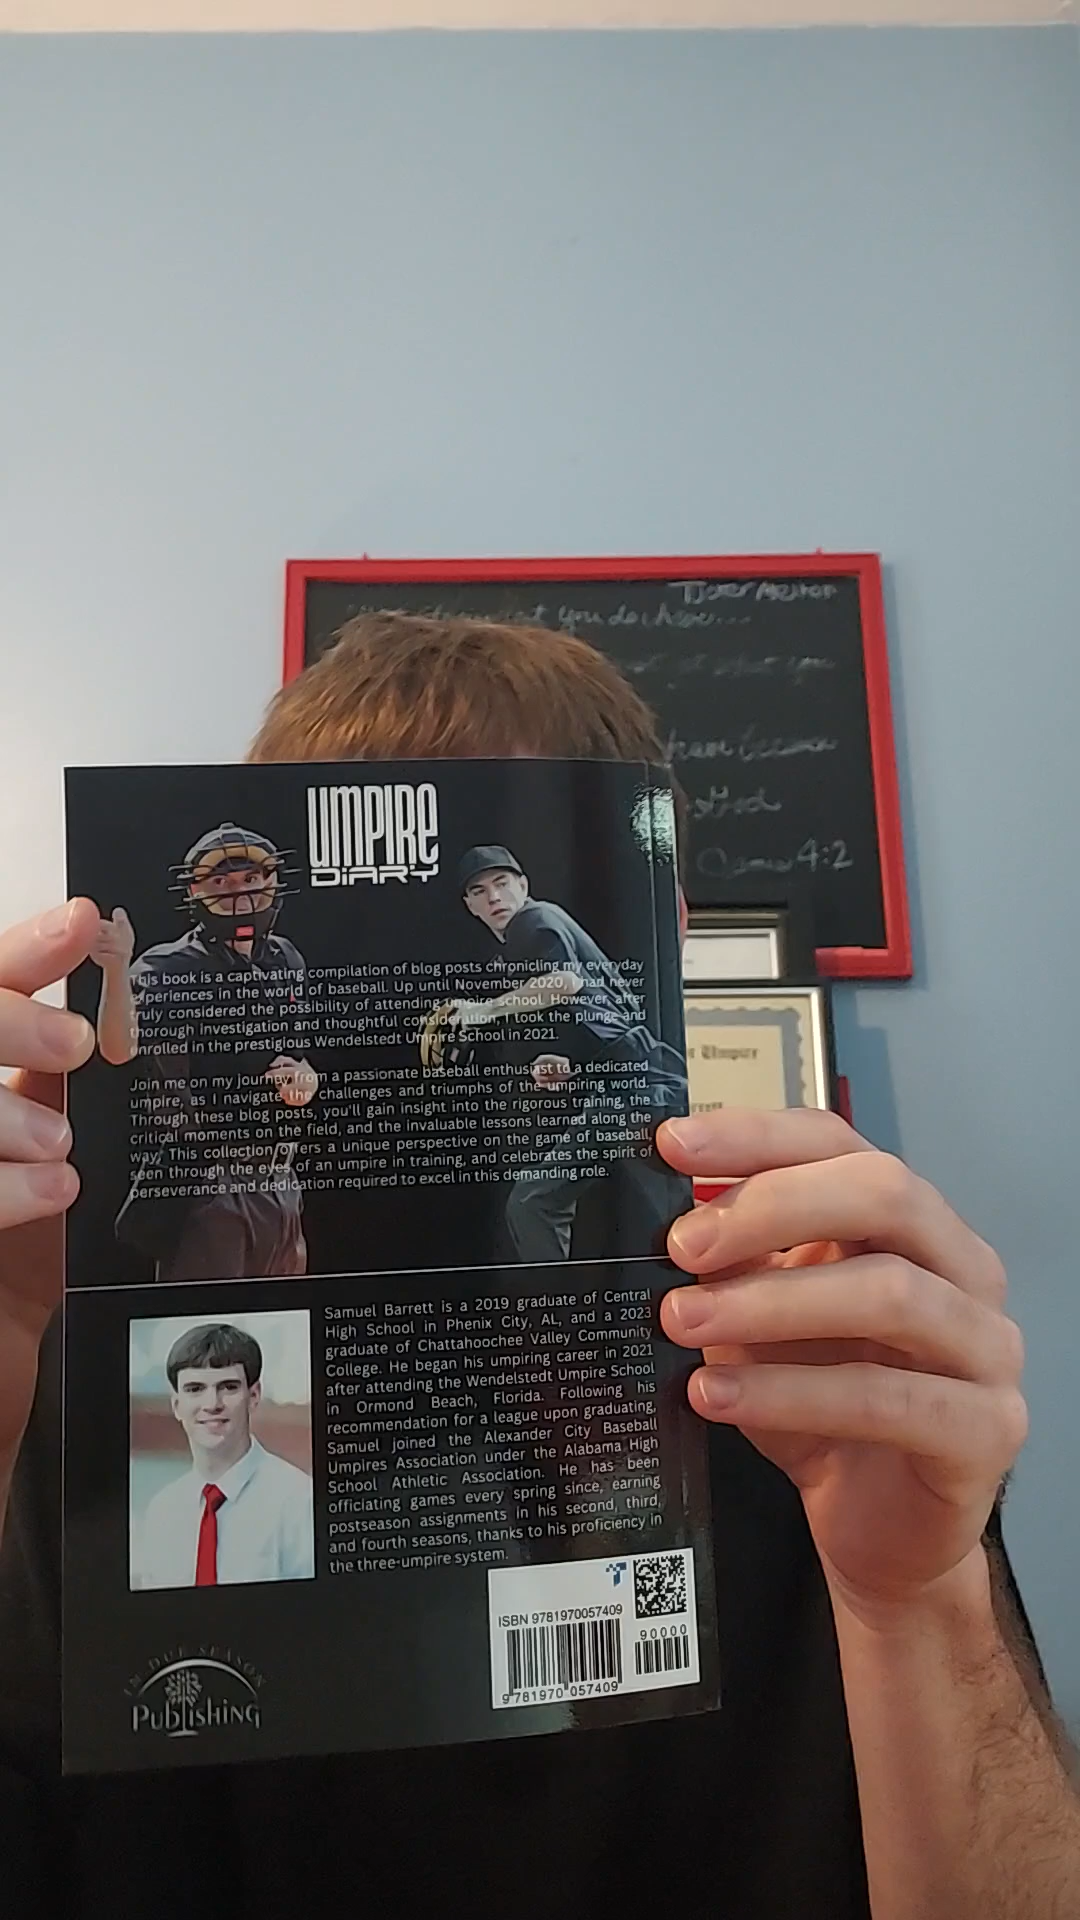 Tyler Melton
you do have....
at what you
have become
4:2
UMPIRE
DIARY
This book is a captivating compilation of blog posts chronicling my everyday
experiences in the world of baseball. Up until November 2020, I had never
truly considered the possibility of attending umpire school. However, after
thorough investigation and thoughtful consideration, I took the plunge and
enrolled in the prestigious Wendelstedt Umpire School in 2021.
Join me on my journey from a passionate baseball enthusiast to a dedicated
umpire, as I navigate the challenges and triumphs of the umpiring world.
Through these blog posts, you'll gain insight into the rigorous training, the
critical moments on the field, and the invaluable lessons learned along the
way. This collection offers a unique perspective on the game of baseball,
seen through the eyes of an umpire in training, and celebrates the spirit of
perseverance and dedication required to excel in this demanding role.
Umpire
Samuel Barrett is a 2019 graduate of Central
High School in Phenix City, AL, and a 2023
graduate of Chattahoochee Valley Community
College. He began his umpiring career in 2021
after attending the Wendelstedt Umpire School
in Ormond Beach, Florida. Following his
recommendation for a league upon graduating,
Samuel joined the Alexander City Baseball
Umpires Association under the Alabama High
School Athletic Association. He has been
officiating games every spring since, earning
postseason assignments in his second, third,
and fourth seasons, thanks to his proficiency in
the three-umpire system.
ISBN 9781970057409
90000
9 781970 057409
IN DUE SEASON
Publishing